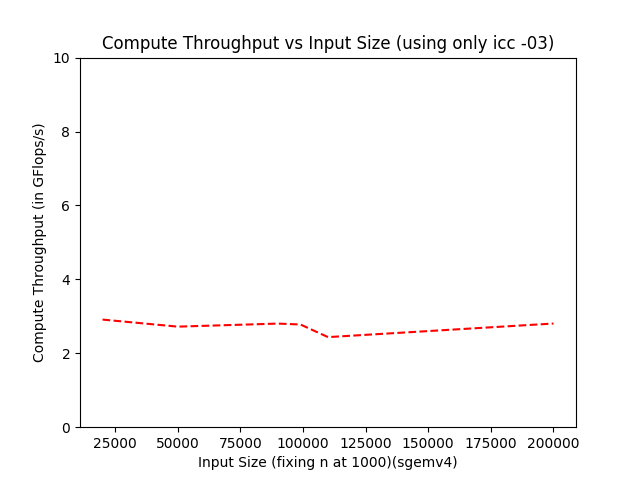 Compute Throughput vs Input Size (using only icc -03)
Compute Throughput (in GFlops/s)
10
8
6
4
2
0
25000 50000 75000 100000 125000 150000 175000 200000
Input Size (fixing n at 1000)(sgemv4)